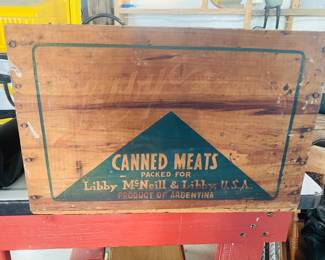 CANNED MEATS
PACKED FOR
Libby McNeill & Libby, U.S.A.
PRODUCT OF ARGENTINA